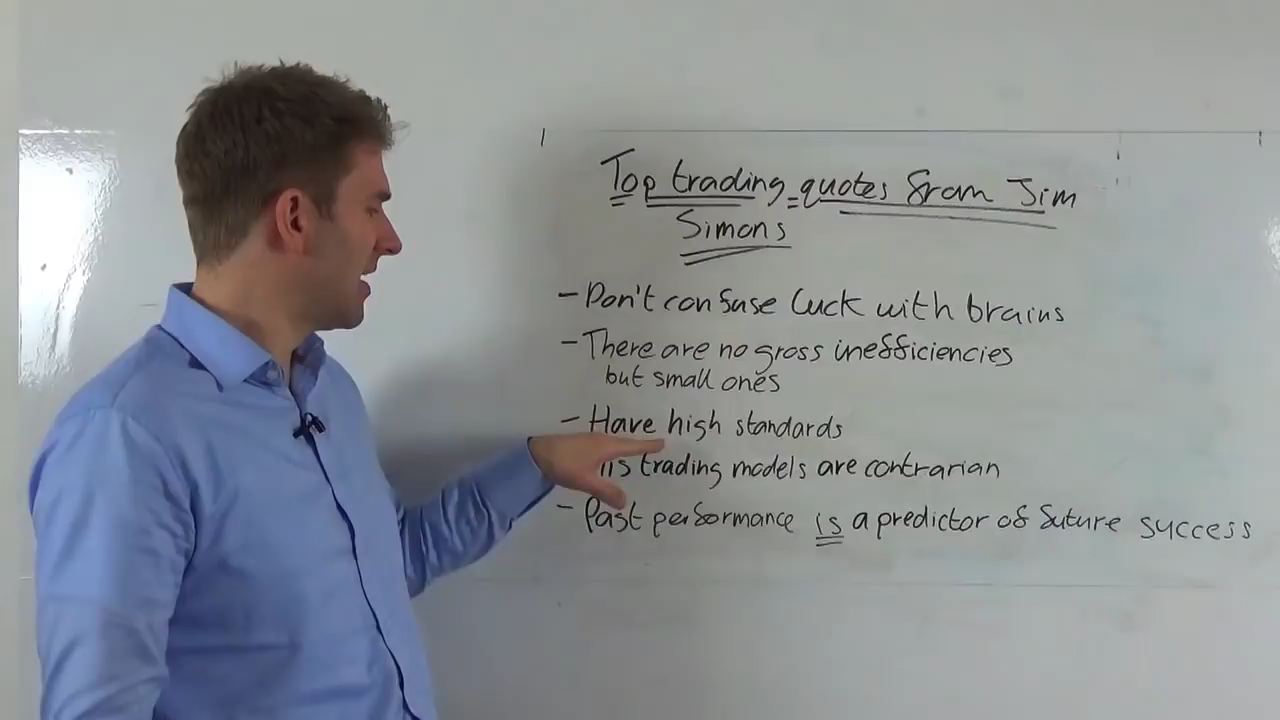 Top trading quotes from Jim
Simons
- Don't confuse luck with brains
- There are no gross inefficiencies
but small ones
- Have high standards
trading models are contrarian
- Past performance is a predictor of future success